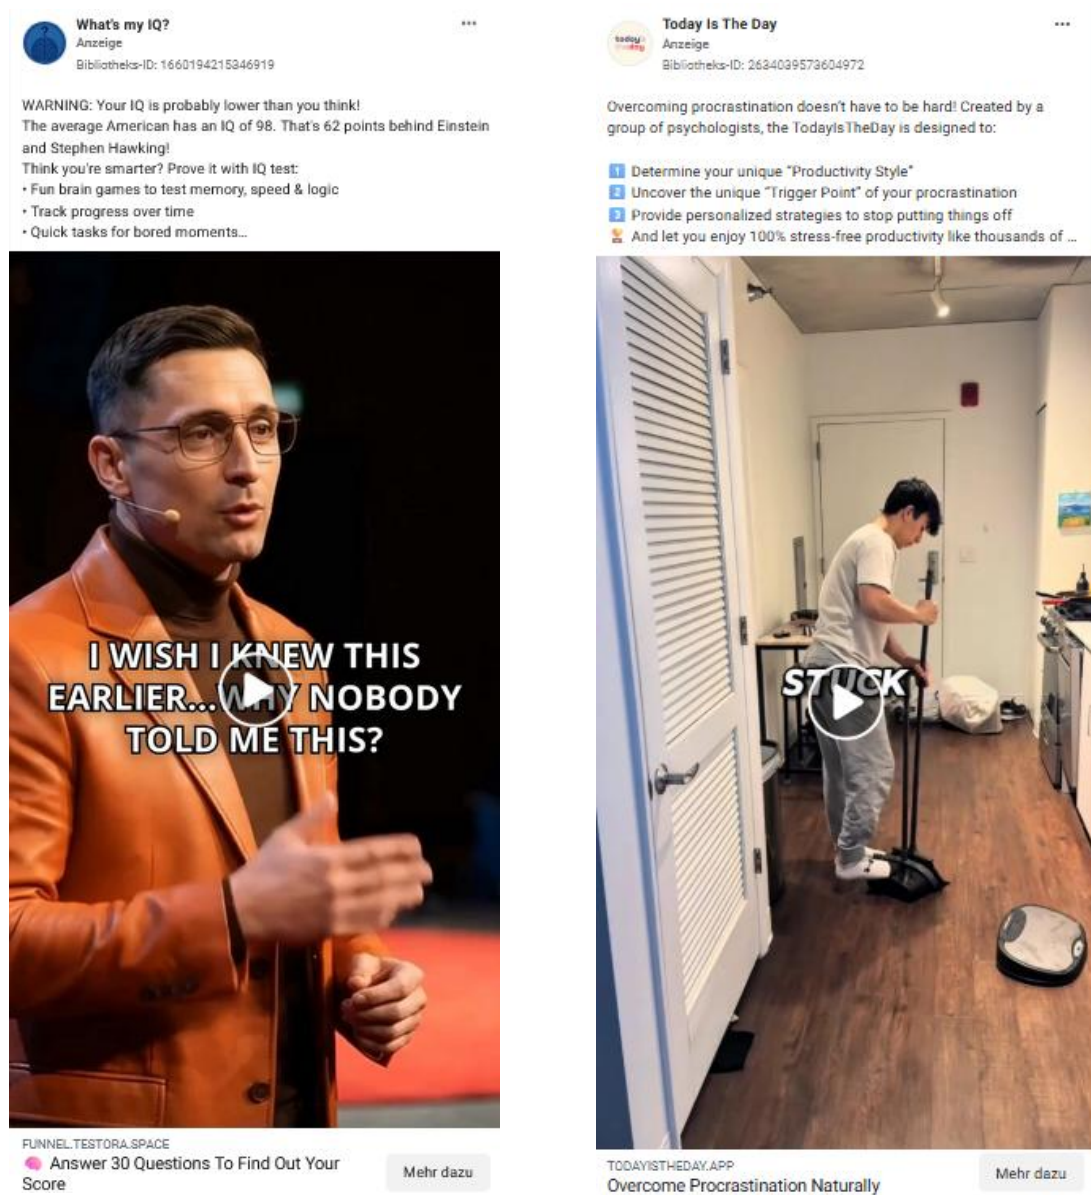 What's my IQ?
Anzeige
Bibliotheks-ID: 1660194215346919
WARNING: Your IQ is probably lower than you think!
The average American has an IQ of 98. That's 62 points behind Einstein
and Stephen Hawking!
Think you're smarter? Prove it with IQ test:
• Fun brain games to test memory, speed & logic
• Track progress over time
• Quick tasks for bored moments...
I WISH I KNEW THIS
EARLIER...WHY NOBODY
TOLD ME THIS?
FUNNEL.TESTORA.SPACE
🧠 Answer 30 Questions To Find Out Your
Score
Mehr dazu
today is
the day
Today Is The Day
Anzeige
Bibliotheks-ID: 2634039573604972
Overcoming procrastination doesn't have to be hard! Created by a
group of psychologists, the TodayIsTheDay is designed to:
1️⃣ Determine your unique "Productivity Style"
2️⃣ Uncover the unique "Trigger Point" of your procrastination
3️⃣ Provide personalized strategies to stop putting things off
🏆 And let you enjoy 100% stress-free productivity like thousands of ...
STUCK
TODAYISTHEDAY.APP
Overcome Procrastination Naturally
Mehr dazu